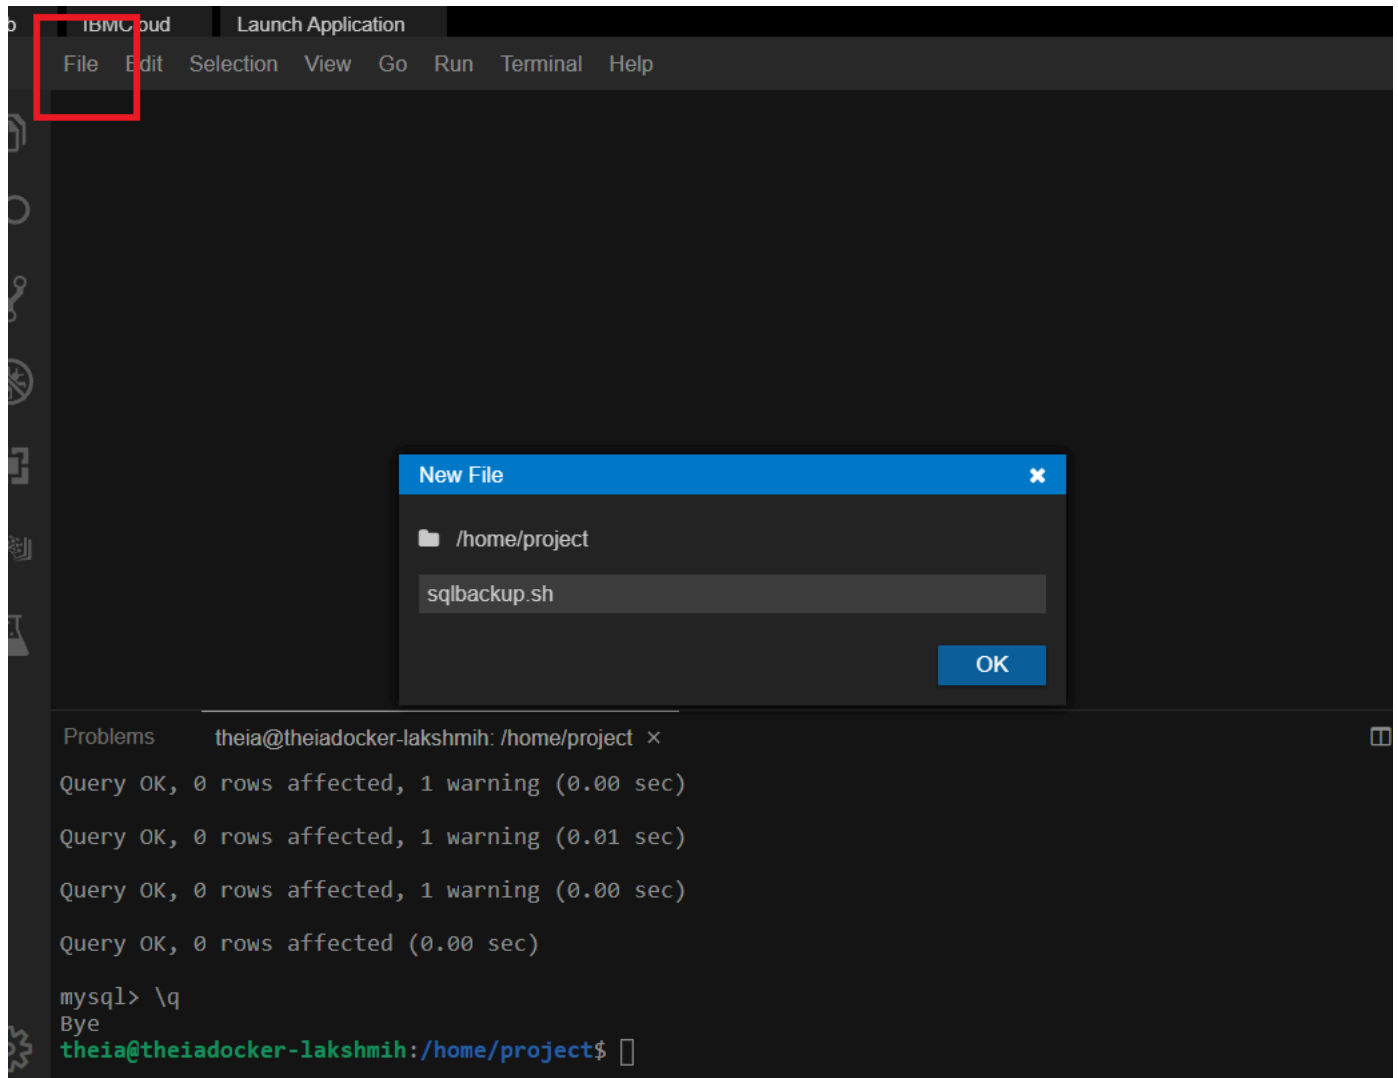 b IBMCloud Launch Application
File Edit Selection View Go Run Terminal Help
New File
/home/project
sqlbackup.sh
OK
Problems theia@theiadocker-lakshmih: /home/project ×
Query OK, 0 rows affected, 1 warning (0.00 sec)
Query OK, 0 rows affected, 1 warning (0.01 sec)
Query OK, 0 rows affected, 1 warning (0.00 sec)
Query OK, 0 rows affected (0.00 sec)
mysql> \q
Bye
theia@theiadocker-lakshmih:/home/project$